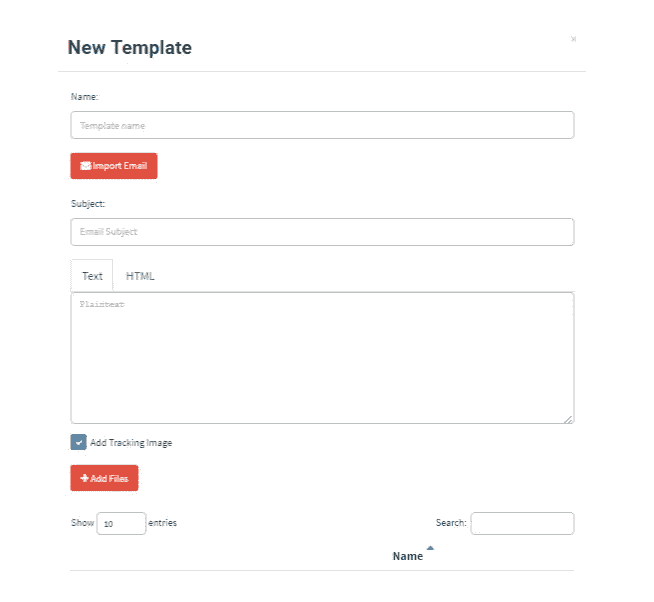 New Template
×
Name:
Template name
Import Email
Subject:
Email Subject
Text HTML
Plaintext
Add Tracking Image
Add Files
Show 10 entries Search:
Name